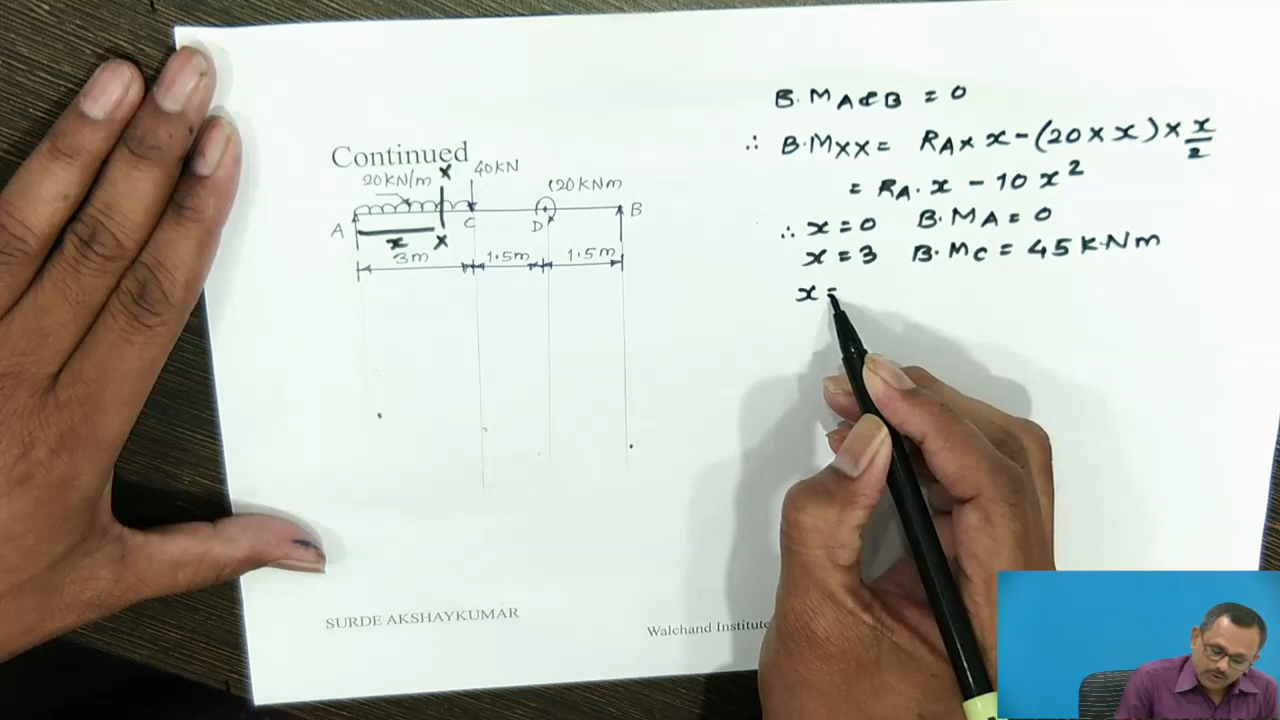 Continued
20KN/m x 40KN 120KNm
A C D B
x x
3m 1.5m 1.5m
B.M A&B = 0
∴ B.Mxx = RA x x - (20 x x) x x/2
= RA . x - 10 x²
∴ x = 0 B.MA = 0
x = 3 B.Mc = 45 K.Nm
x =
SURDE AKSHAYKUMAR
Walchand Institute